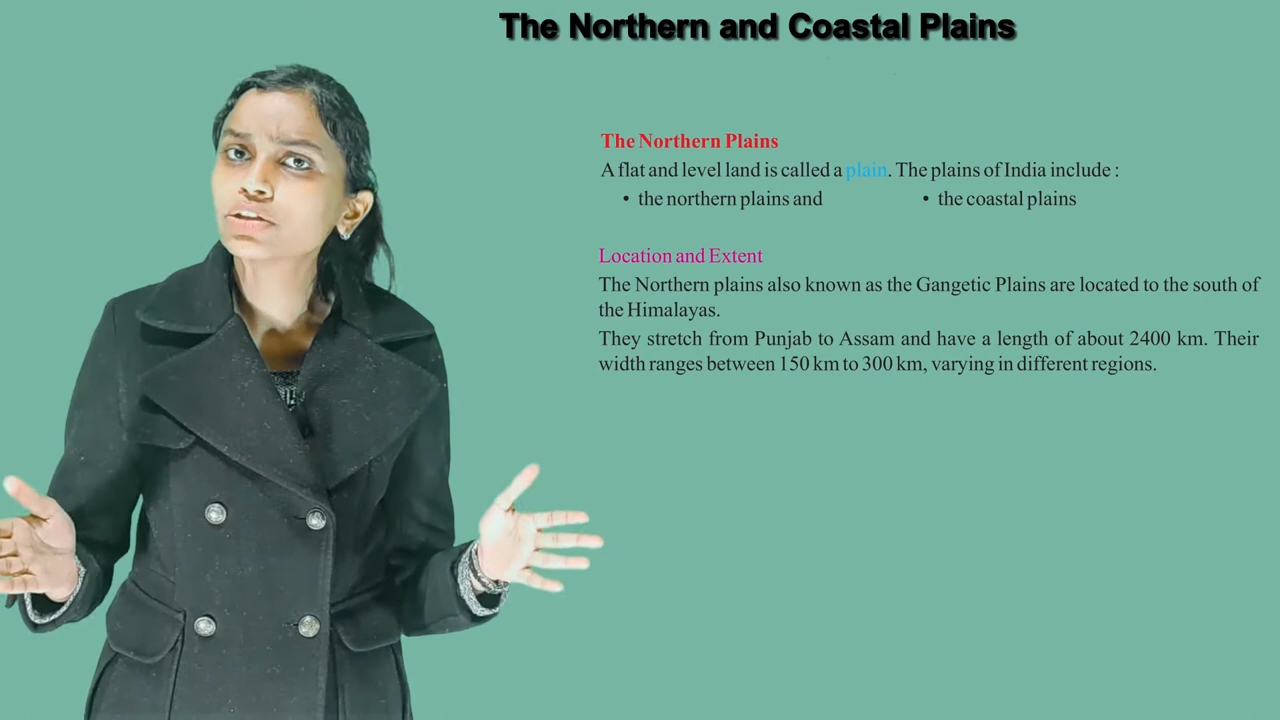 The Northern and Coastal Plains
The Northern Plains
A flat and level land is called a plain. The plains of India include :
• the northern plains and • the coastal plains
Location and Extent
The Northern plains also known as the Gangetic Plains are located to the south of
the Himalayas.
They stretch from Punjab to Assam and have a length of about 2400 km. Their
width ranges between 150 km to 300 km, varying in different regions.